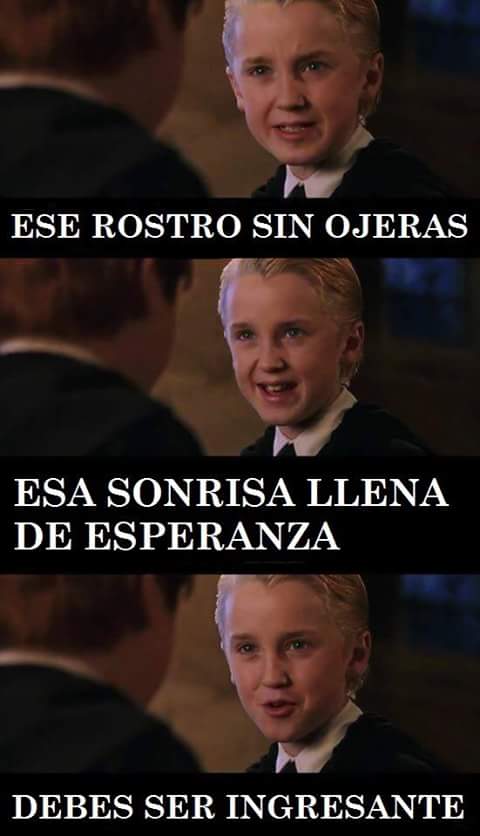 ESE ROSTRO SIN OJERAS
ESA SONRISA LLENA
DE ESPERANZA
DEBES SER INGRESANTE